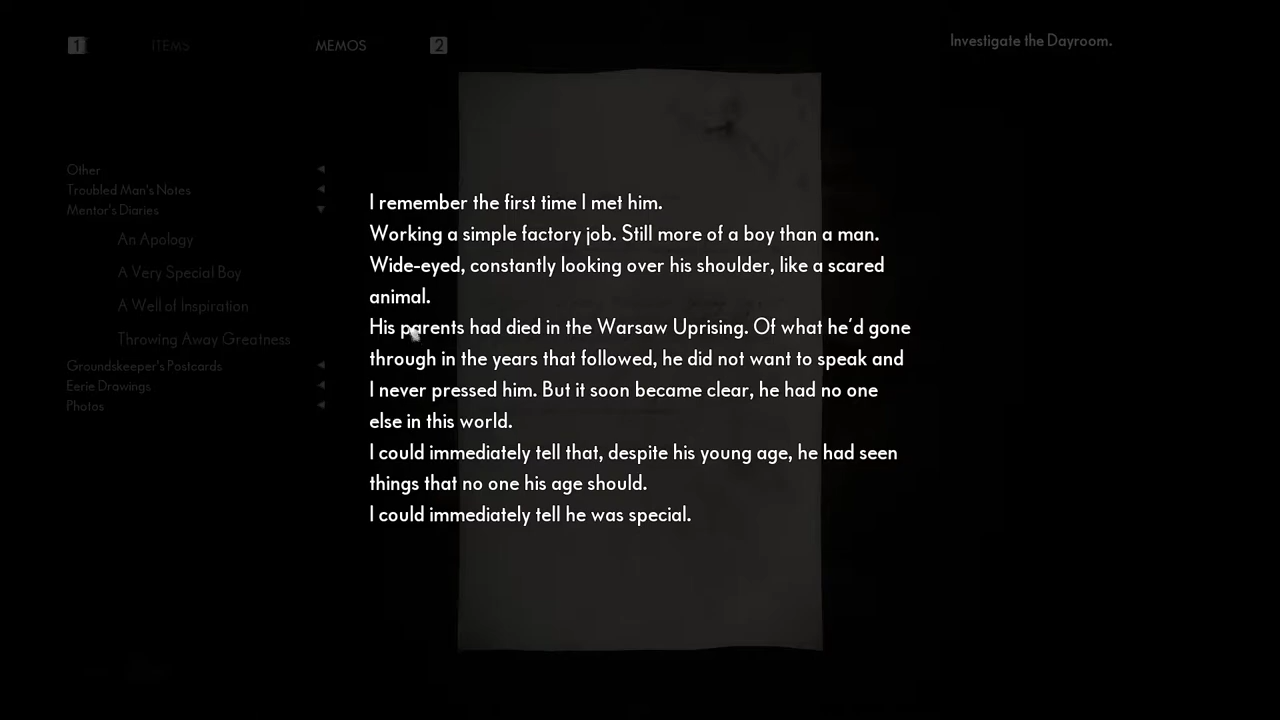 1 ITEMS MEMOS 2 Investigate the Dayroom.
Other
Troubled Man's Notes
Mentor's Diaries
An Apology
A Very Special Boy
A Well of Inspiration
Throwing Away Greatness
Groundskeeper's Postcards
Eerie Drawings
Photos
I remember the first time I met him.
Working a simple factory job. Still more of a boy than a man.
Wide-eyed, constantly looking over his shoulder, like a scared
animal.
His parents had died in the Warsaw Uprising. Of what he'd gone
through in the years that followed, he did not want to speak and
I never pressed him. But it soon became clear, he had no one
else in this world.
I could immediately tell that, despite his young age, he had seen
things that no one his age should.
I could immediately tell he was special.